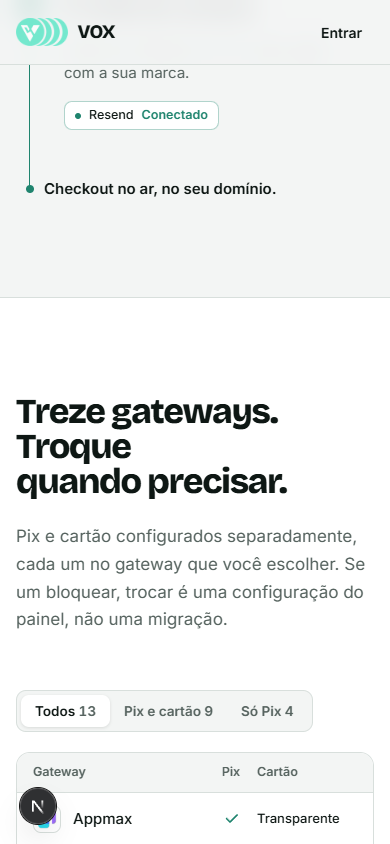 VOX
Entrar
com a sua marca.
Resend Conectado
Checkout no ar, no seu domínio.
Treze gateways.
Troque
quando precisar.
Pix e cartão configurados separadamente,
cada um no gateway que você escolher. Se
um bloquear, trocar é uma configuração do
painel, não uma migração.
Todos 13 Pix e cartão 9 Só Pix 4
Gateway Pix Cartão
N
Appmax Transparente